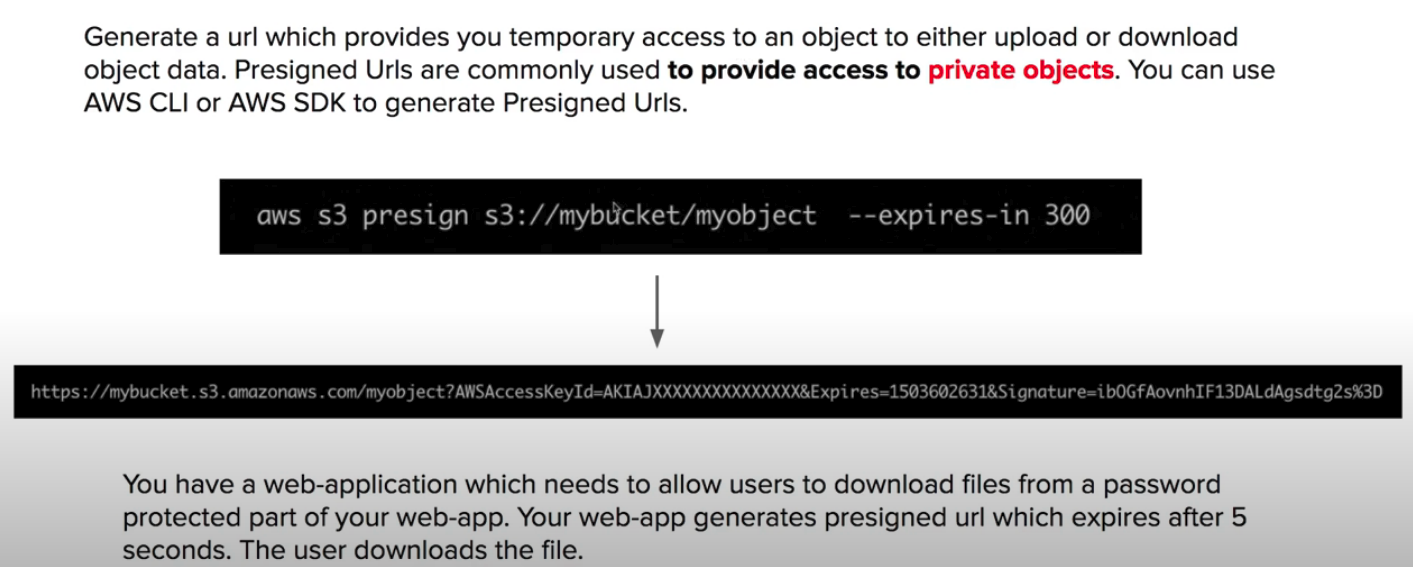 Generate a url which provides you temporary access to an object to either upload or download
object data. Presigned Urls are commonly used to provide access to private objects. You can use
AWS CLI or AWS SDK to generate Presigned Urls.
aws s3 presign s3://mybucket/myobject --expires-in 300
https://mybucket.s3.amazonaws.com/myobject?AWSAccessKeyId=AKIAJXXXXXXXXXXXXXXX&Expires=1503602631&Signature=ibOGfAovnhIF13DALdAgsdtg2s%3D
You have a web-application which needs to allow users to download files from a password
protected part of your web-app. Your web-app generates presigned url which expires after 5
seconds. The user downloads the file.